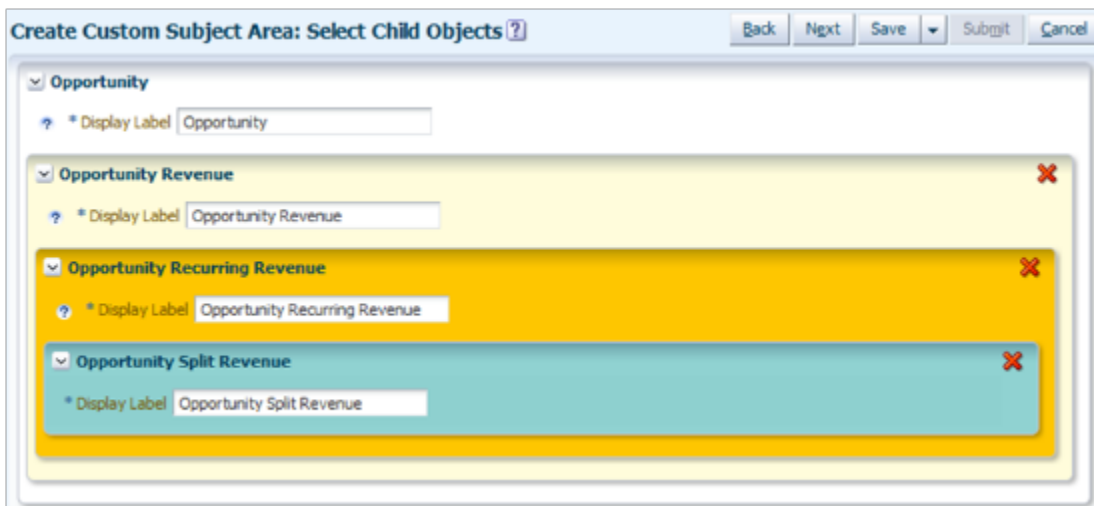 Create Custom Subject Area: Select Child Objects ? Back Next Save Submit Cancel
Opportunity
? * Display Label Opportunity
Opportunity Revenue
? * Display Label Opportunity Revenue
Opportunity Recurring Revenue
? * Display Label Opportunity Recurring Revenue
Opportunity Split Revenue
* Display Label Opportunity Split Revenue